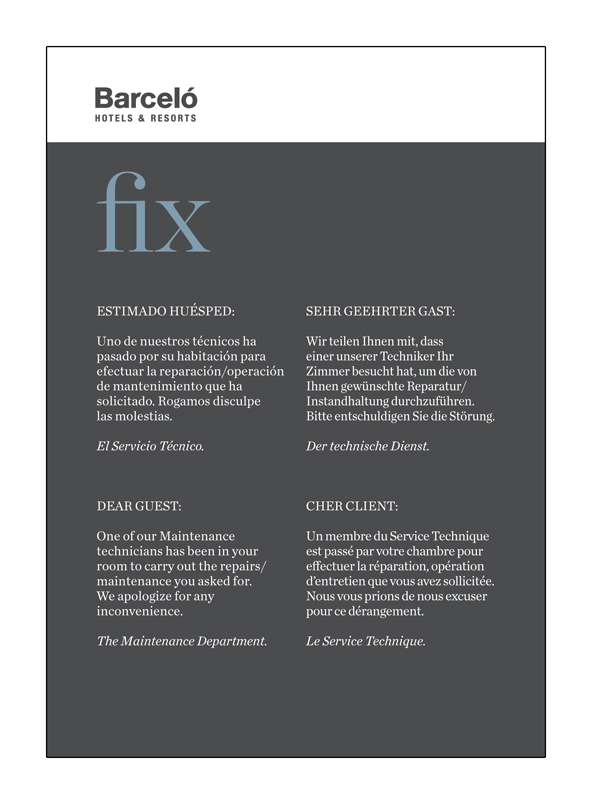 Barceló
HOTELS & RESORTS
fix
ESTIMADO HUÉSPED:
Uno de nuestros técnicos ha
pasado por su habitación para
efectuar la reparación/operación
de mantenimiento que ha
solicitado. Rogamos disculpe
las molestias.
El Servicio Técnico.
SEHR GEEHRTER GAST:
Wir teilen Ihnen mit, dass
einer unserer Techniker Ihr
Zimmer besucht hat, um die von
Ihnen gewünschte Reparatur/
Instandhaltung durchzuführen.
Bitte entschuldigen Sie die Störung.
Der technische Dienst.
DEAR GUEST:
One of our Maintenance
technicians has been in your
room to carry out the repairs/
maintenance you asked for.
We apologize for any
inconvenience.
The Maintenance Department.
CHER CLIENT:
Un membre du Service Technique
est passé par votre chambre pour
effectuer la réparation, opération
d'entretien que vous avez sollicitée.
Nous vous prions de nous excuser
pour ce dérangement.
Le Service Technique.